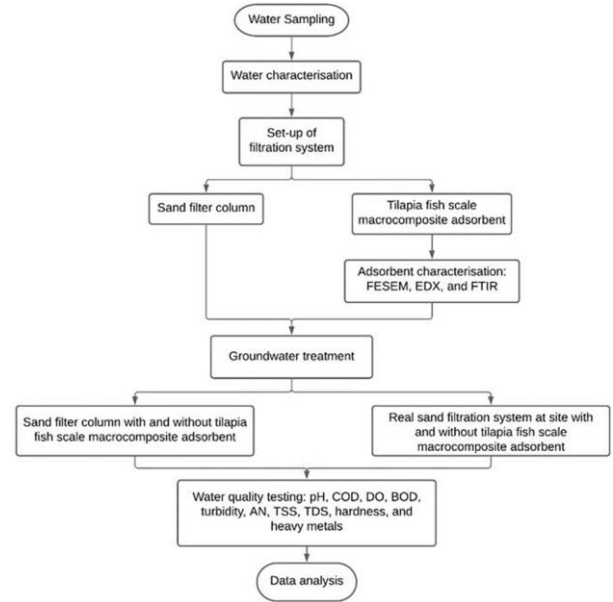 Water Sampling
Water characterisation
Set-up of
filtration system
Sand filter column
Tilapia fish scale
macrocomposite adsorbent
Adsorbent characterisation:
FESEM, EDX, and FTIR
Groundwater treatment
Sand filter column with and without tilapia
fish scale macrocomposite adsorbent
Real sand filtration system at site with
and without tilapia fish scale
macrocomposite adsorbent
Water quality testing: pH, COD, DO, BOD,
turbidity, AN, TSS, TDS, hardness, and
heavy metals
Data analysis